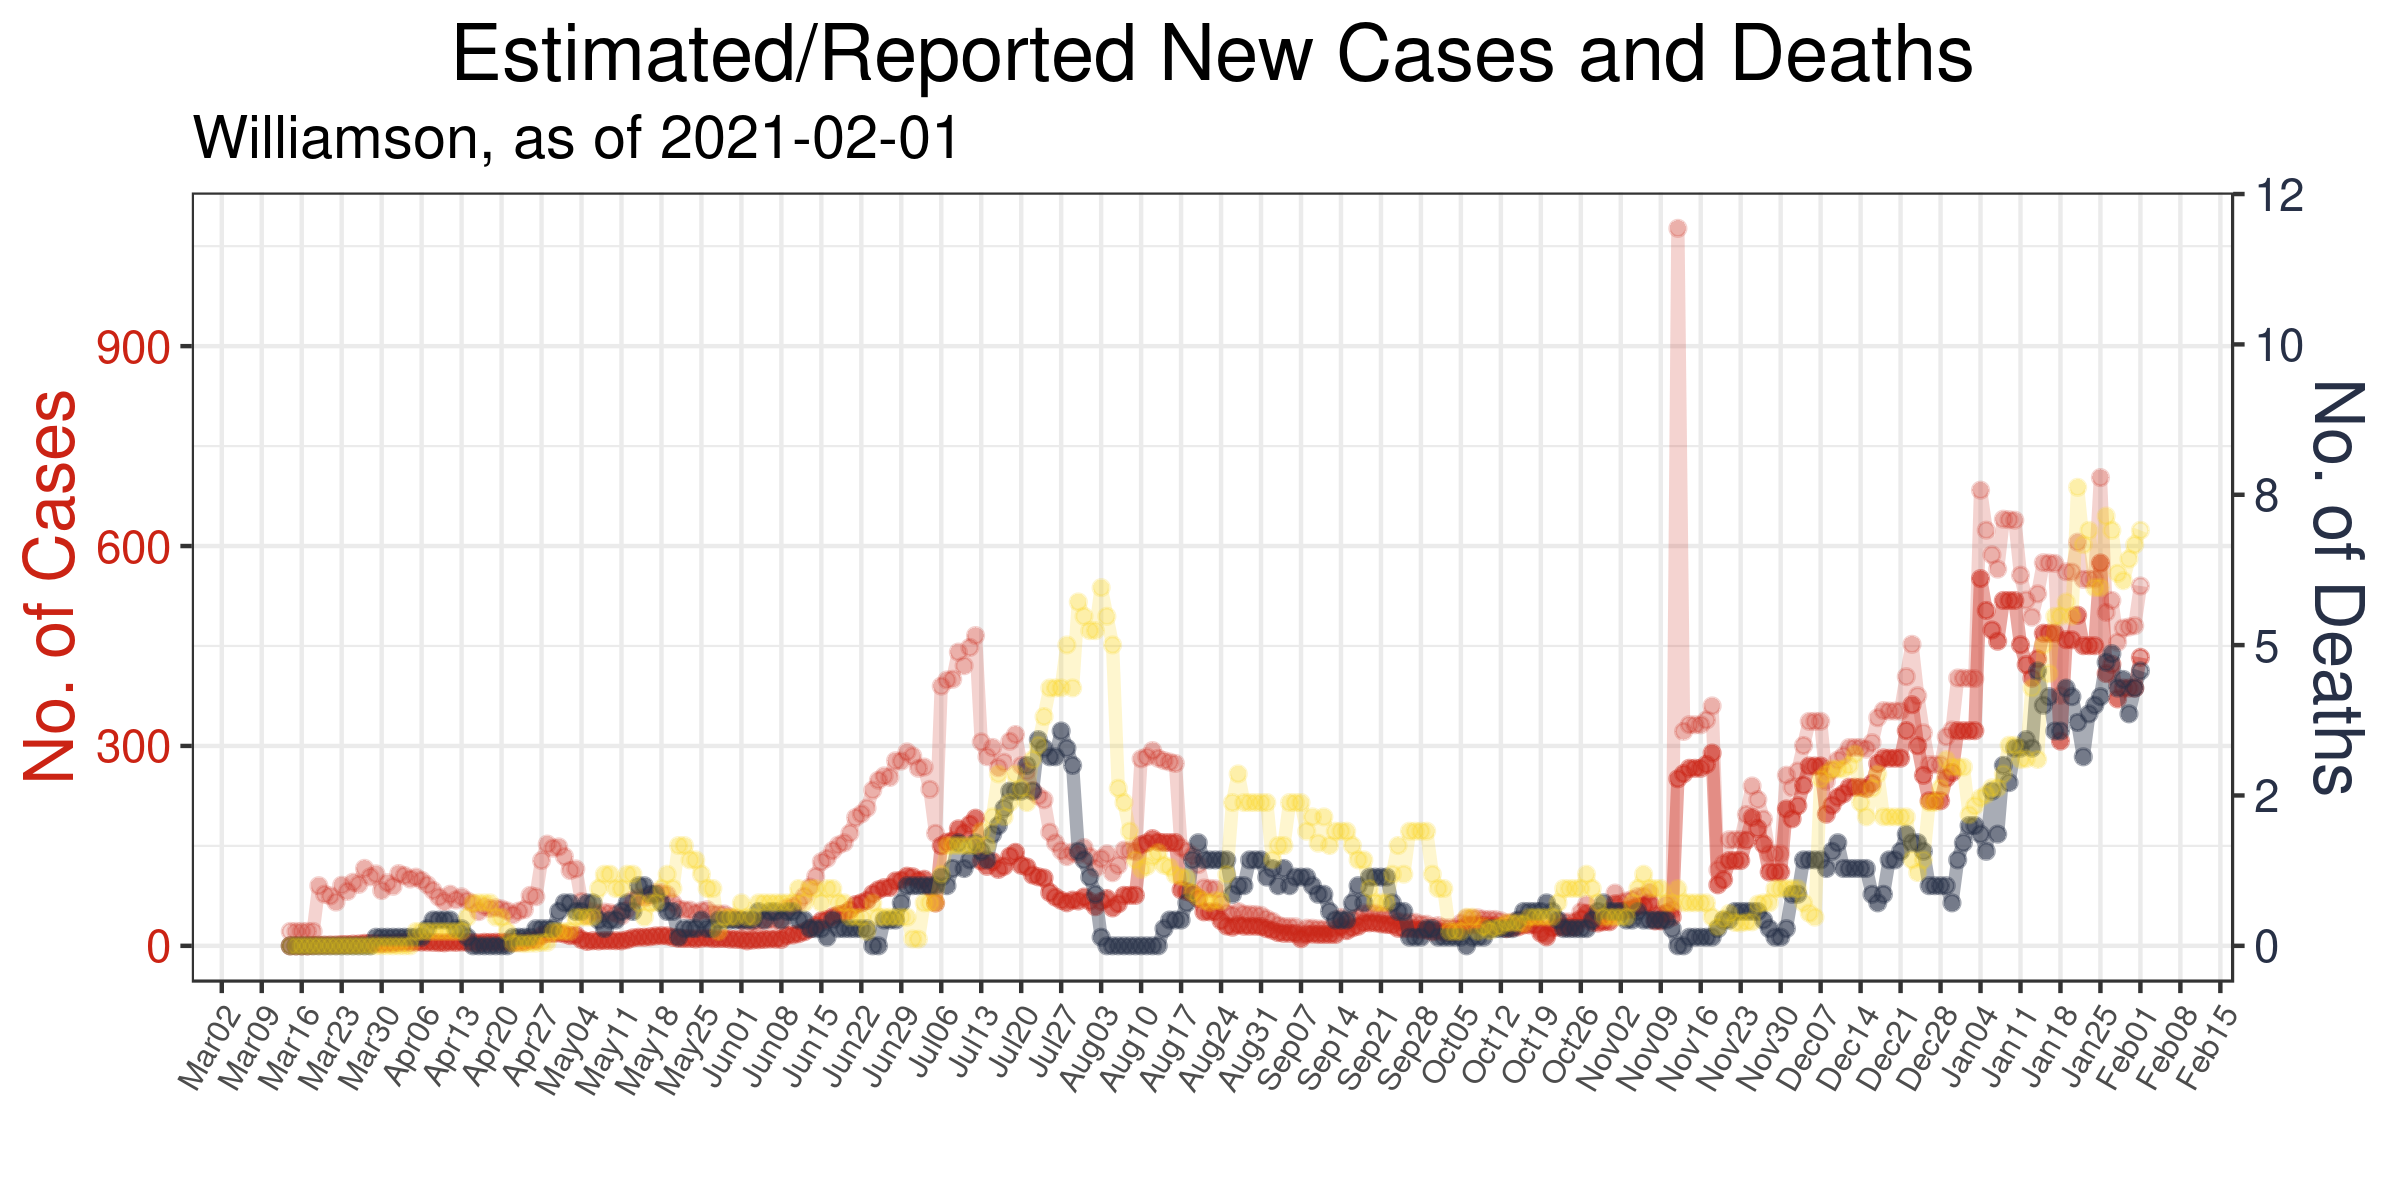 Estimated/Reported New Cases and Deaths
Williamson, as of 2021-02-01
No. of Cases
900
600
300
0
12
10
8
5
2
0
No. of Deaths
Mar02
Mar09
Mar16
Mar23
Mar30
Apr06
Apr13
Apr20
Apr27
May04
May11
May18
May25
Jun01
Jun08
Jun15
Jun22
Jun29
Jul06
Jul13
Jul20
Jul27
Aug03
Aug10
Aug17
Aug24
Aug31
Sep07
Sep14
Sep21
Sep28
Oct05
Oct12
Oct19
Oct26
Nov02
Nov09
Nov16
Nov23
Nov30
Dec07
Dec14
Dec21
Dec28
Jan04
Jan11
Jan18
Jan25
Feb01
Feb08
Feb15